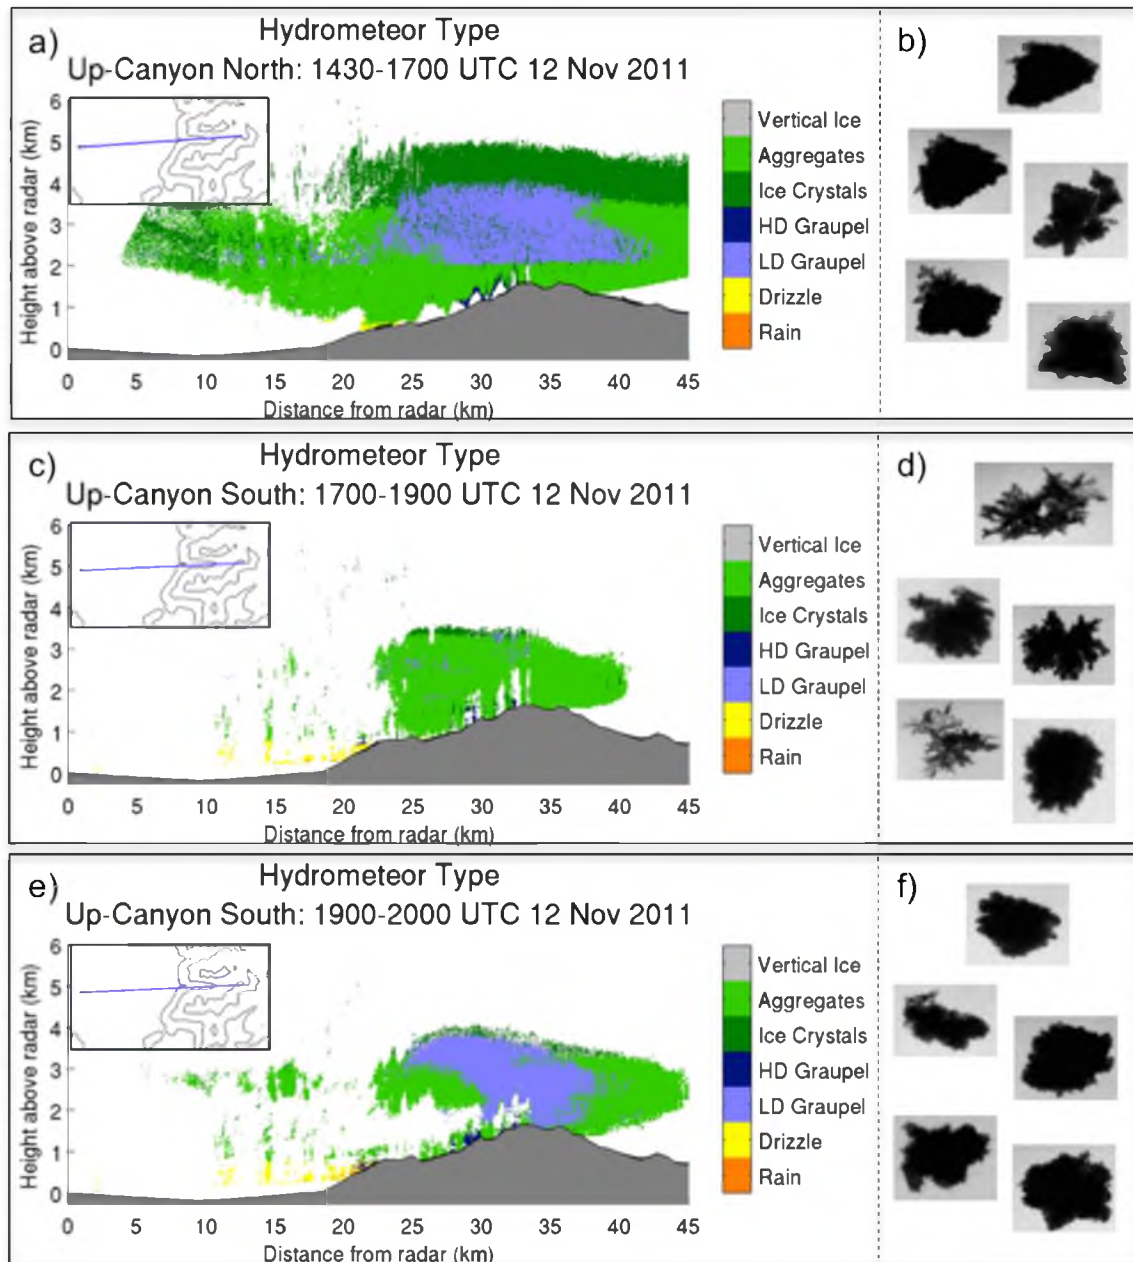 a)
Hydrometeor Type
Up-Canyon North: 1430-1700 UTC 12 Nov 2011
Height above radar (km)
6
5
4
3
2
1
0
0 5 10 15 20 25 30 35 40 45
Distance from radar (km)
Vertical Ice
Aggregates
Ice Crystals
HD Graupel
LD Graupel
Drizzle
Rain
b)
c)
Hydrometeor Type
Up-Canyon South: 1700-1900 UTC 12 Nov 2011
Height above radar (km)
6
5
4
3
2
1
0
0 5 10 15 20 25 30 35 40 45
Distance from radar (km)
Vertical Ice
Aggregates
Ice Crystals
HD Graupel
LD Graupel
Drizzle
Rain
d)
e)
Hydrometeor Type
Up-Canyon South: 1900-2000 UTC 12 Nov 2011
Height above radar (km)
6
5
4
3
2
1
0
0 5 10 15 20 25 30 35 40 45
Distance from radar (km)
Vertical Ice
Aggregates
Ice Crystals
HD Graupel
LD Graupel
Drizzle
Rain
f)